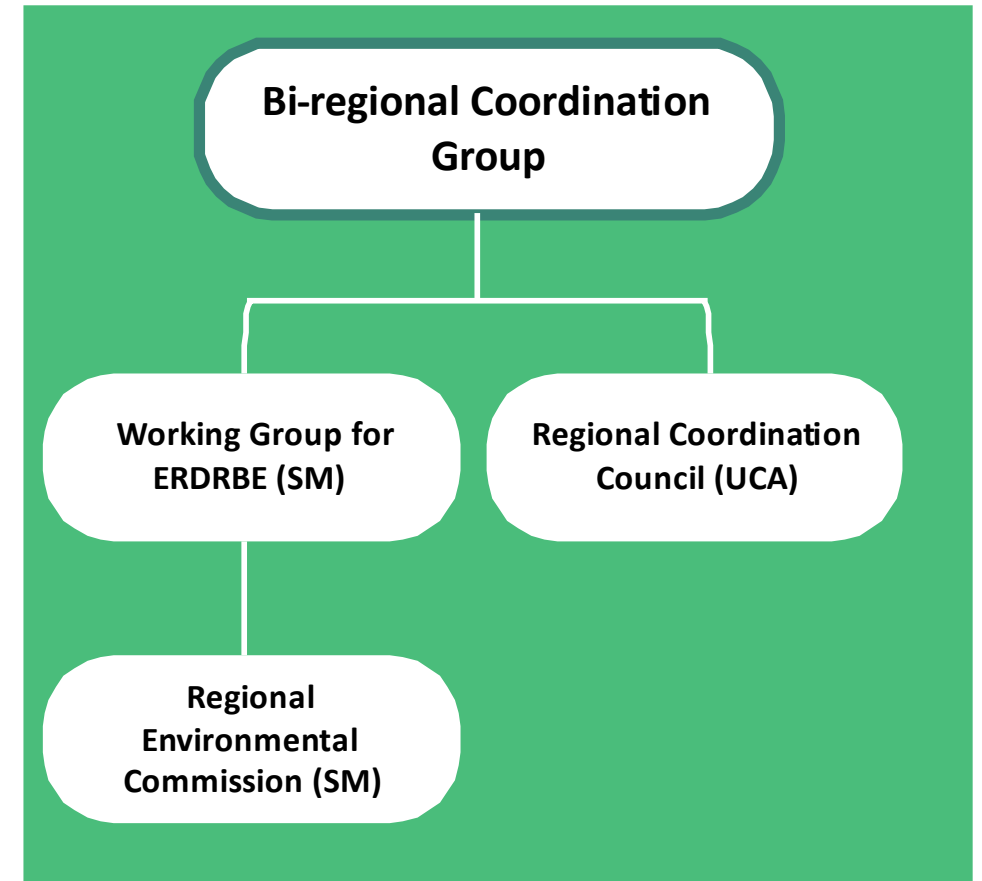 Bi-regional Coordination
Group
Working Group for
ERDRBE (SM)
Regional Coordination
Council (UCA)
Regional
Environmental
Commission (SM)